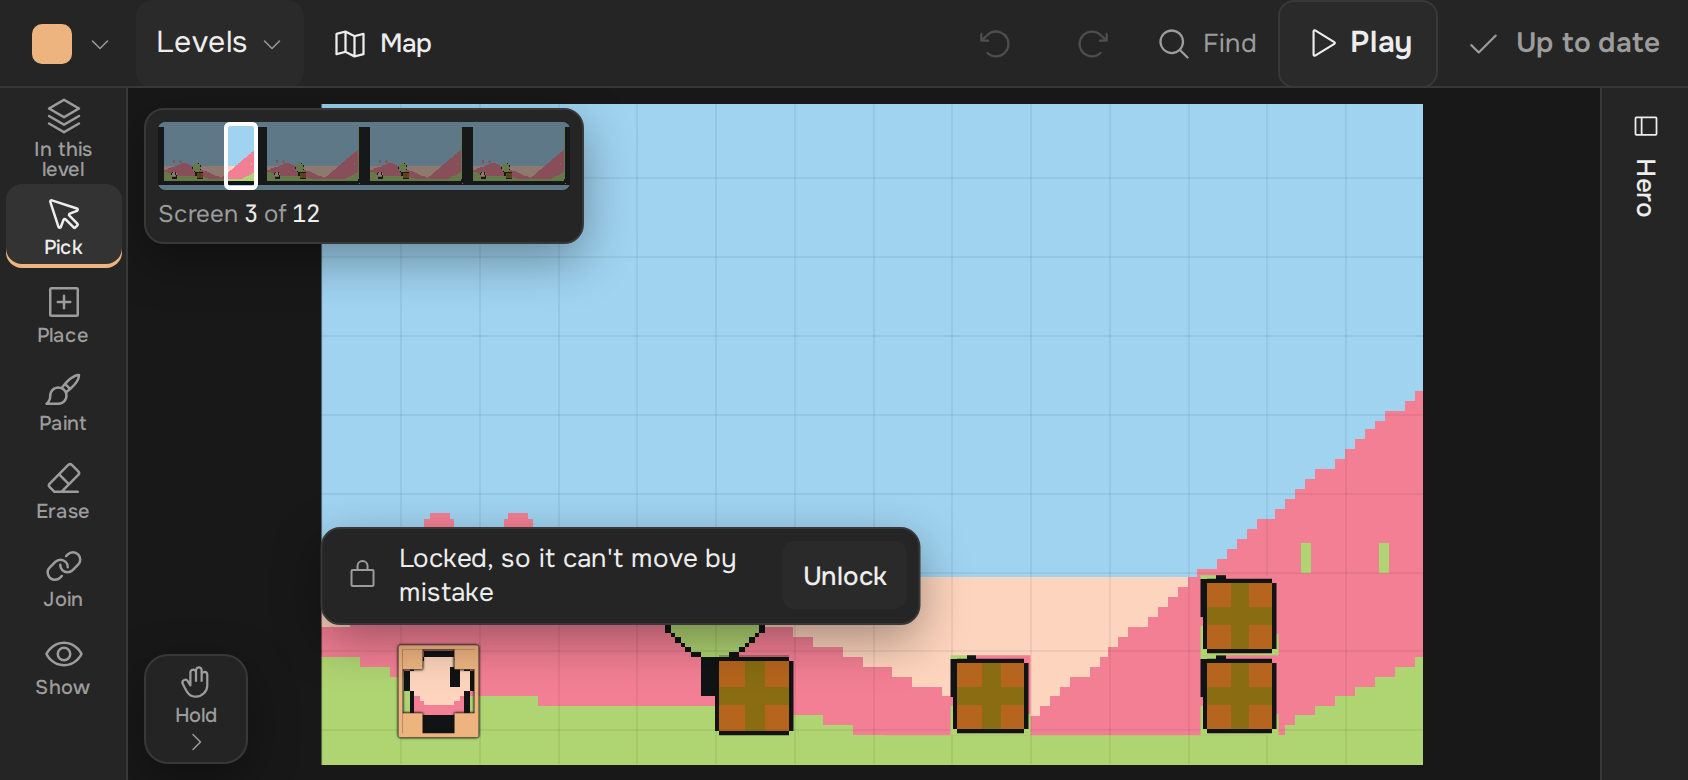 Levels
Map
Find
Play
Up to date
In this
level
Pick
Place
Paint
Erase
Join
Show
Screen 3 of 12
Locked, so it can't move by
mistake
Unlock
Hold
Hero